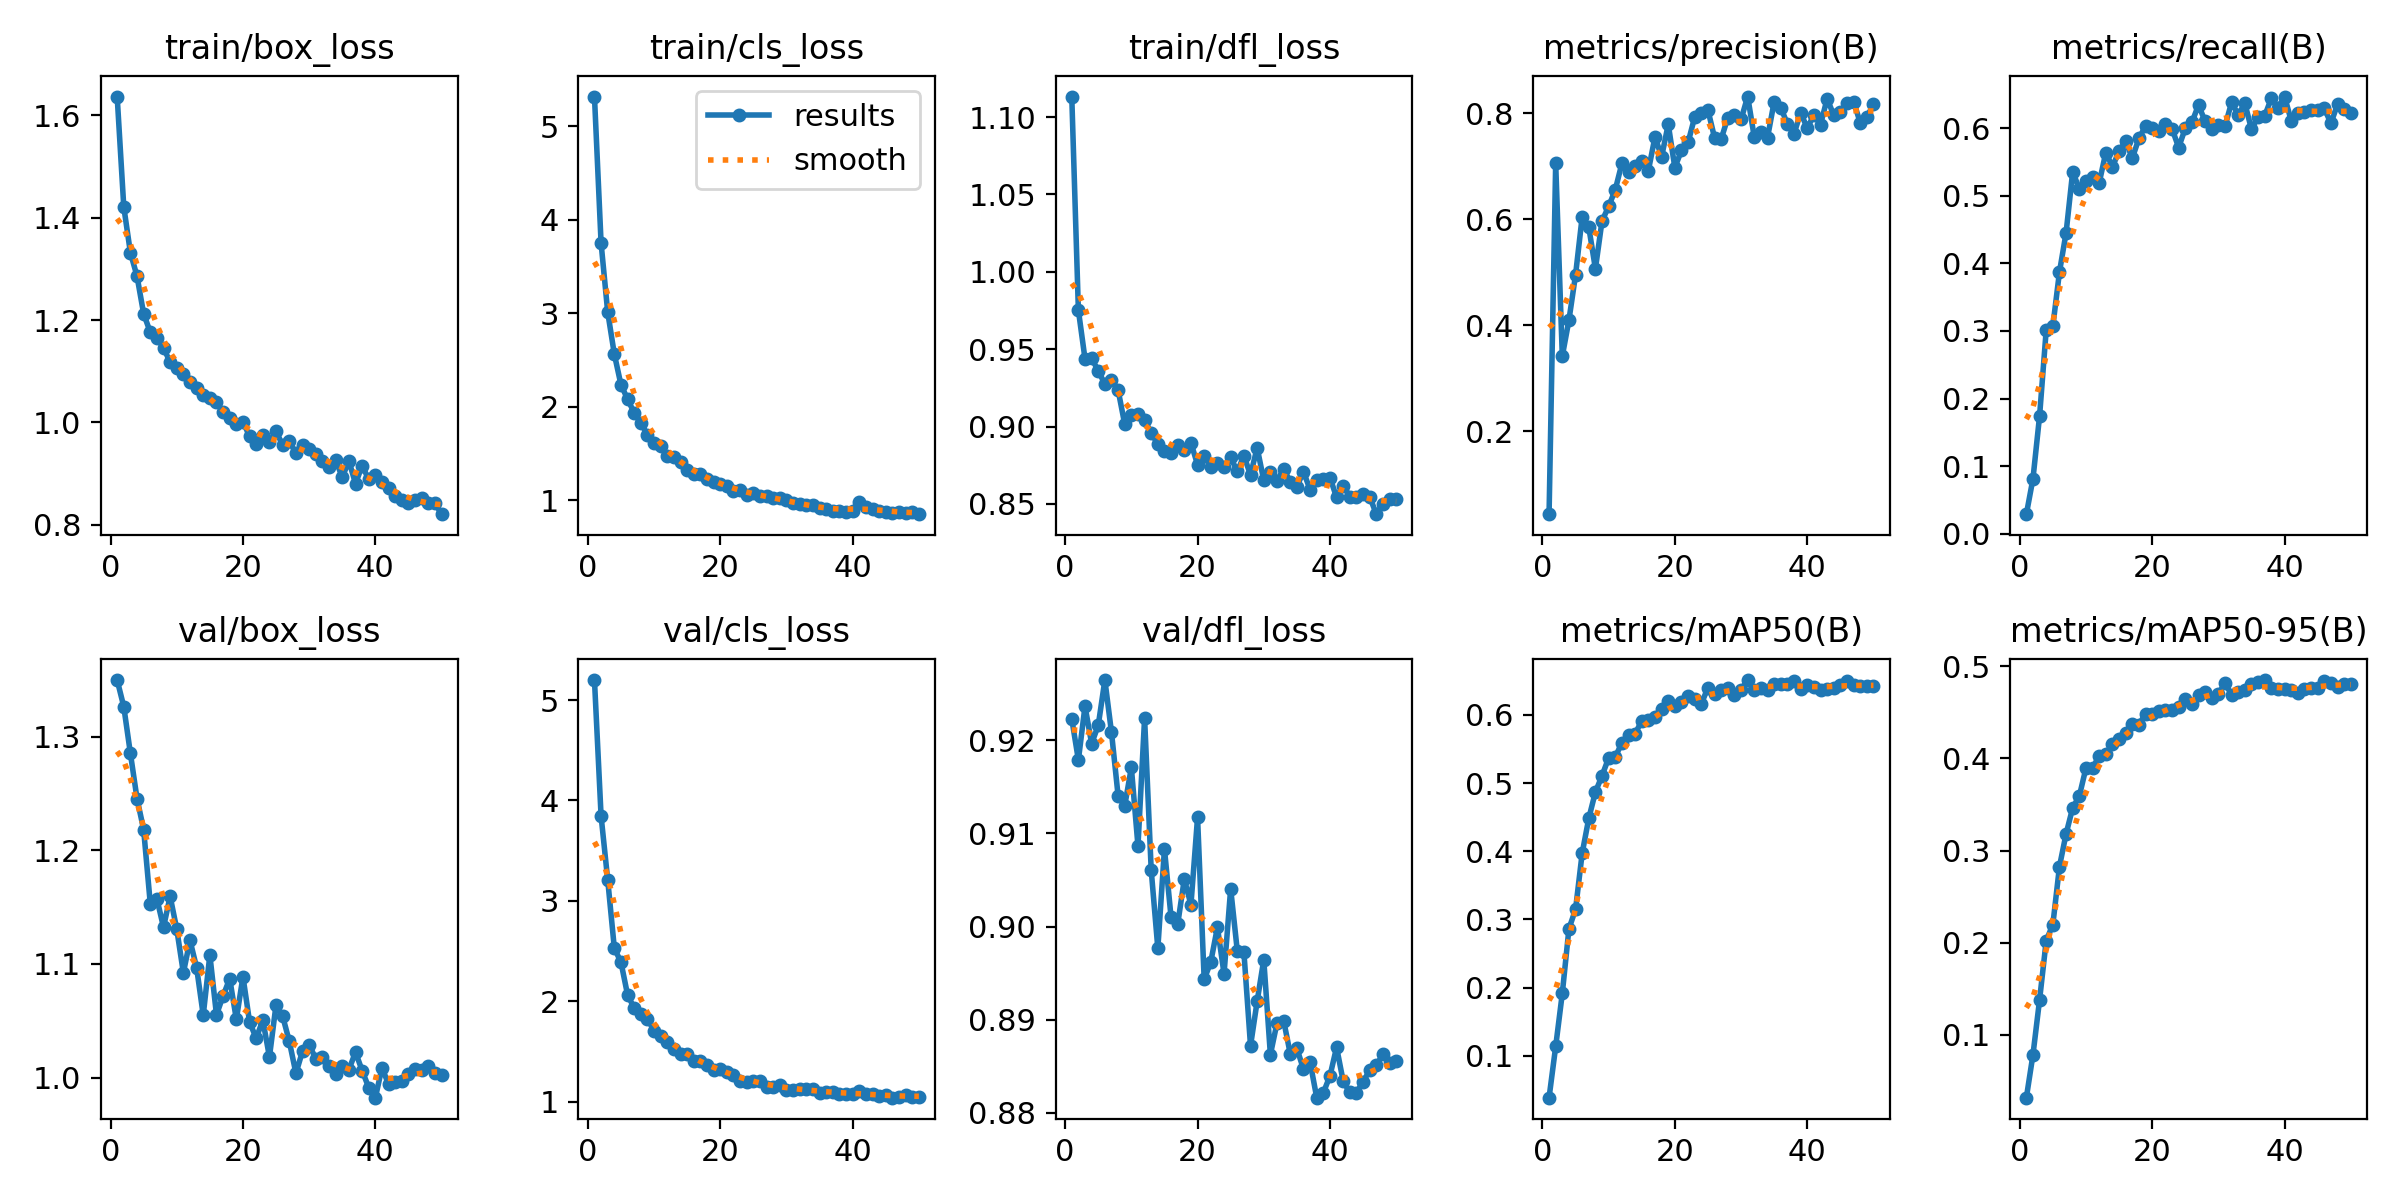 train/box_loss
1.6
1.4
1.2
1.0
0.8
0 20 40
train/cls_loss
results
smooth
5
4
3
2
1
0 20 40
train/dfl_loss
1.10
1.05
1.00
0.95
0.90
0.85
0 20 40
metrics/precision(B)
0.8
0.6
0.4
0.2
0 20 40
metrics/recall(B)
0.6
0.5
0.4
0.3
0.2
0.1
0.0
0 20 40
val/box_loss
1.3
1.2
1.1
1.0
0 20 40
val/cls_loss
5
4
3
2
1
0 20 40
val/dfl_loss
0.92
0.91
0.90
0.89
0.88
0 20 40
metrics/mAP50(B)
0.6
0.5
0.4
0.3
0.2
0.1
0 20 40
metrics/mAP50-95(B)
0.5
0.4
0.3
0.2
0.1
0 20 40